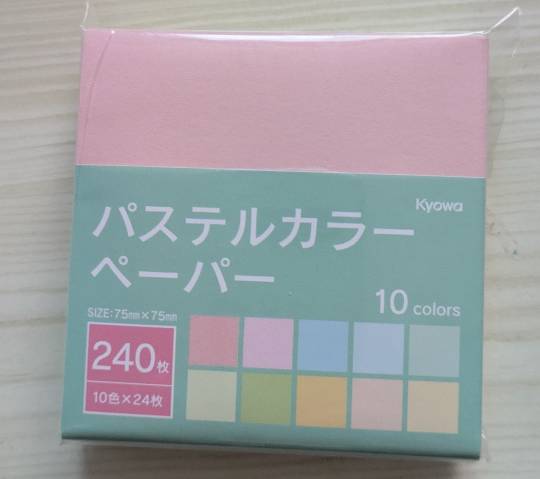 Kyowa
パステルカラー
ペーパー
10 colors
SIZE:75㎜×75㎜
240枚
10色×24枚